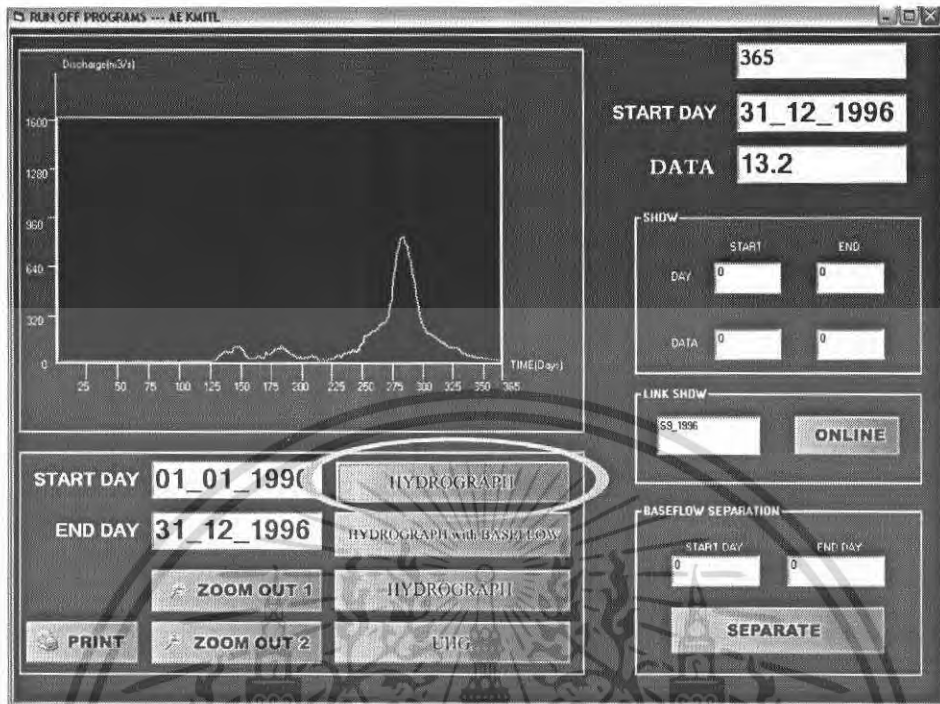 RUN OFF PROGRAMS --- AE KMITL
Discharge(m3/s)
1600
1280
960
640
320
0
25 50 75 100 125 150 175 200 225 250 275 300 325 350 365
TIME(Days)
365
START DAY 31_12_1996
DATA 13.2
SHOW
START END
DAY 0 0
DATA 0 0
LINK SHOW
S9_1996 ONLINE
START DAY 01_01_199 HYDROGRAPH
END DAY 31_12_1996 HYDROGRAPH with BASEFLOW
ZOOM OUT 1 HYDROGRAPH
PRINT ZOOM OUT 2 UHG
BASEFLOW SEPARATION
START DAY END DAY
0 0
SEPARATE